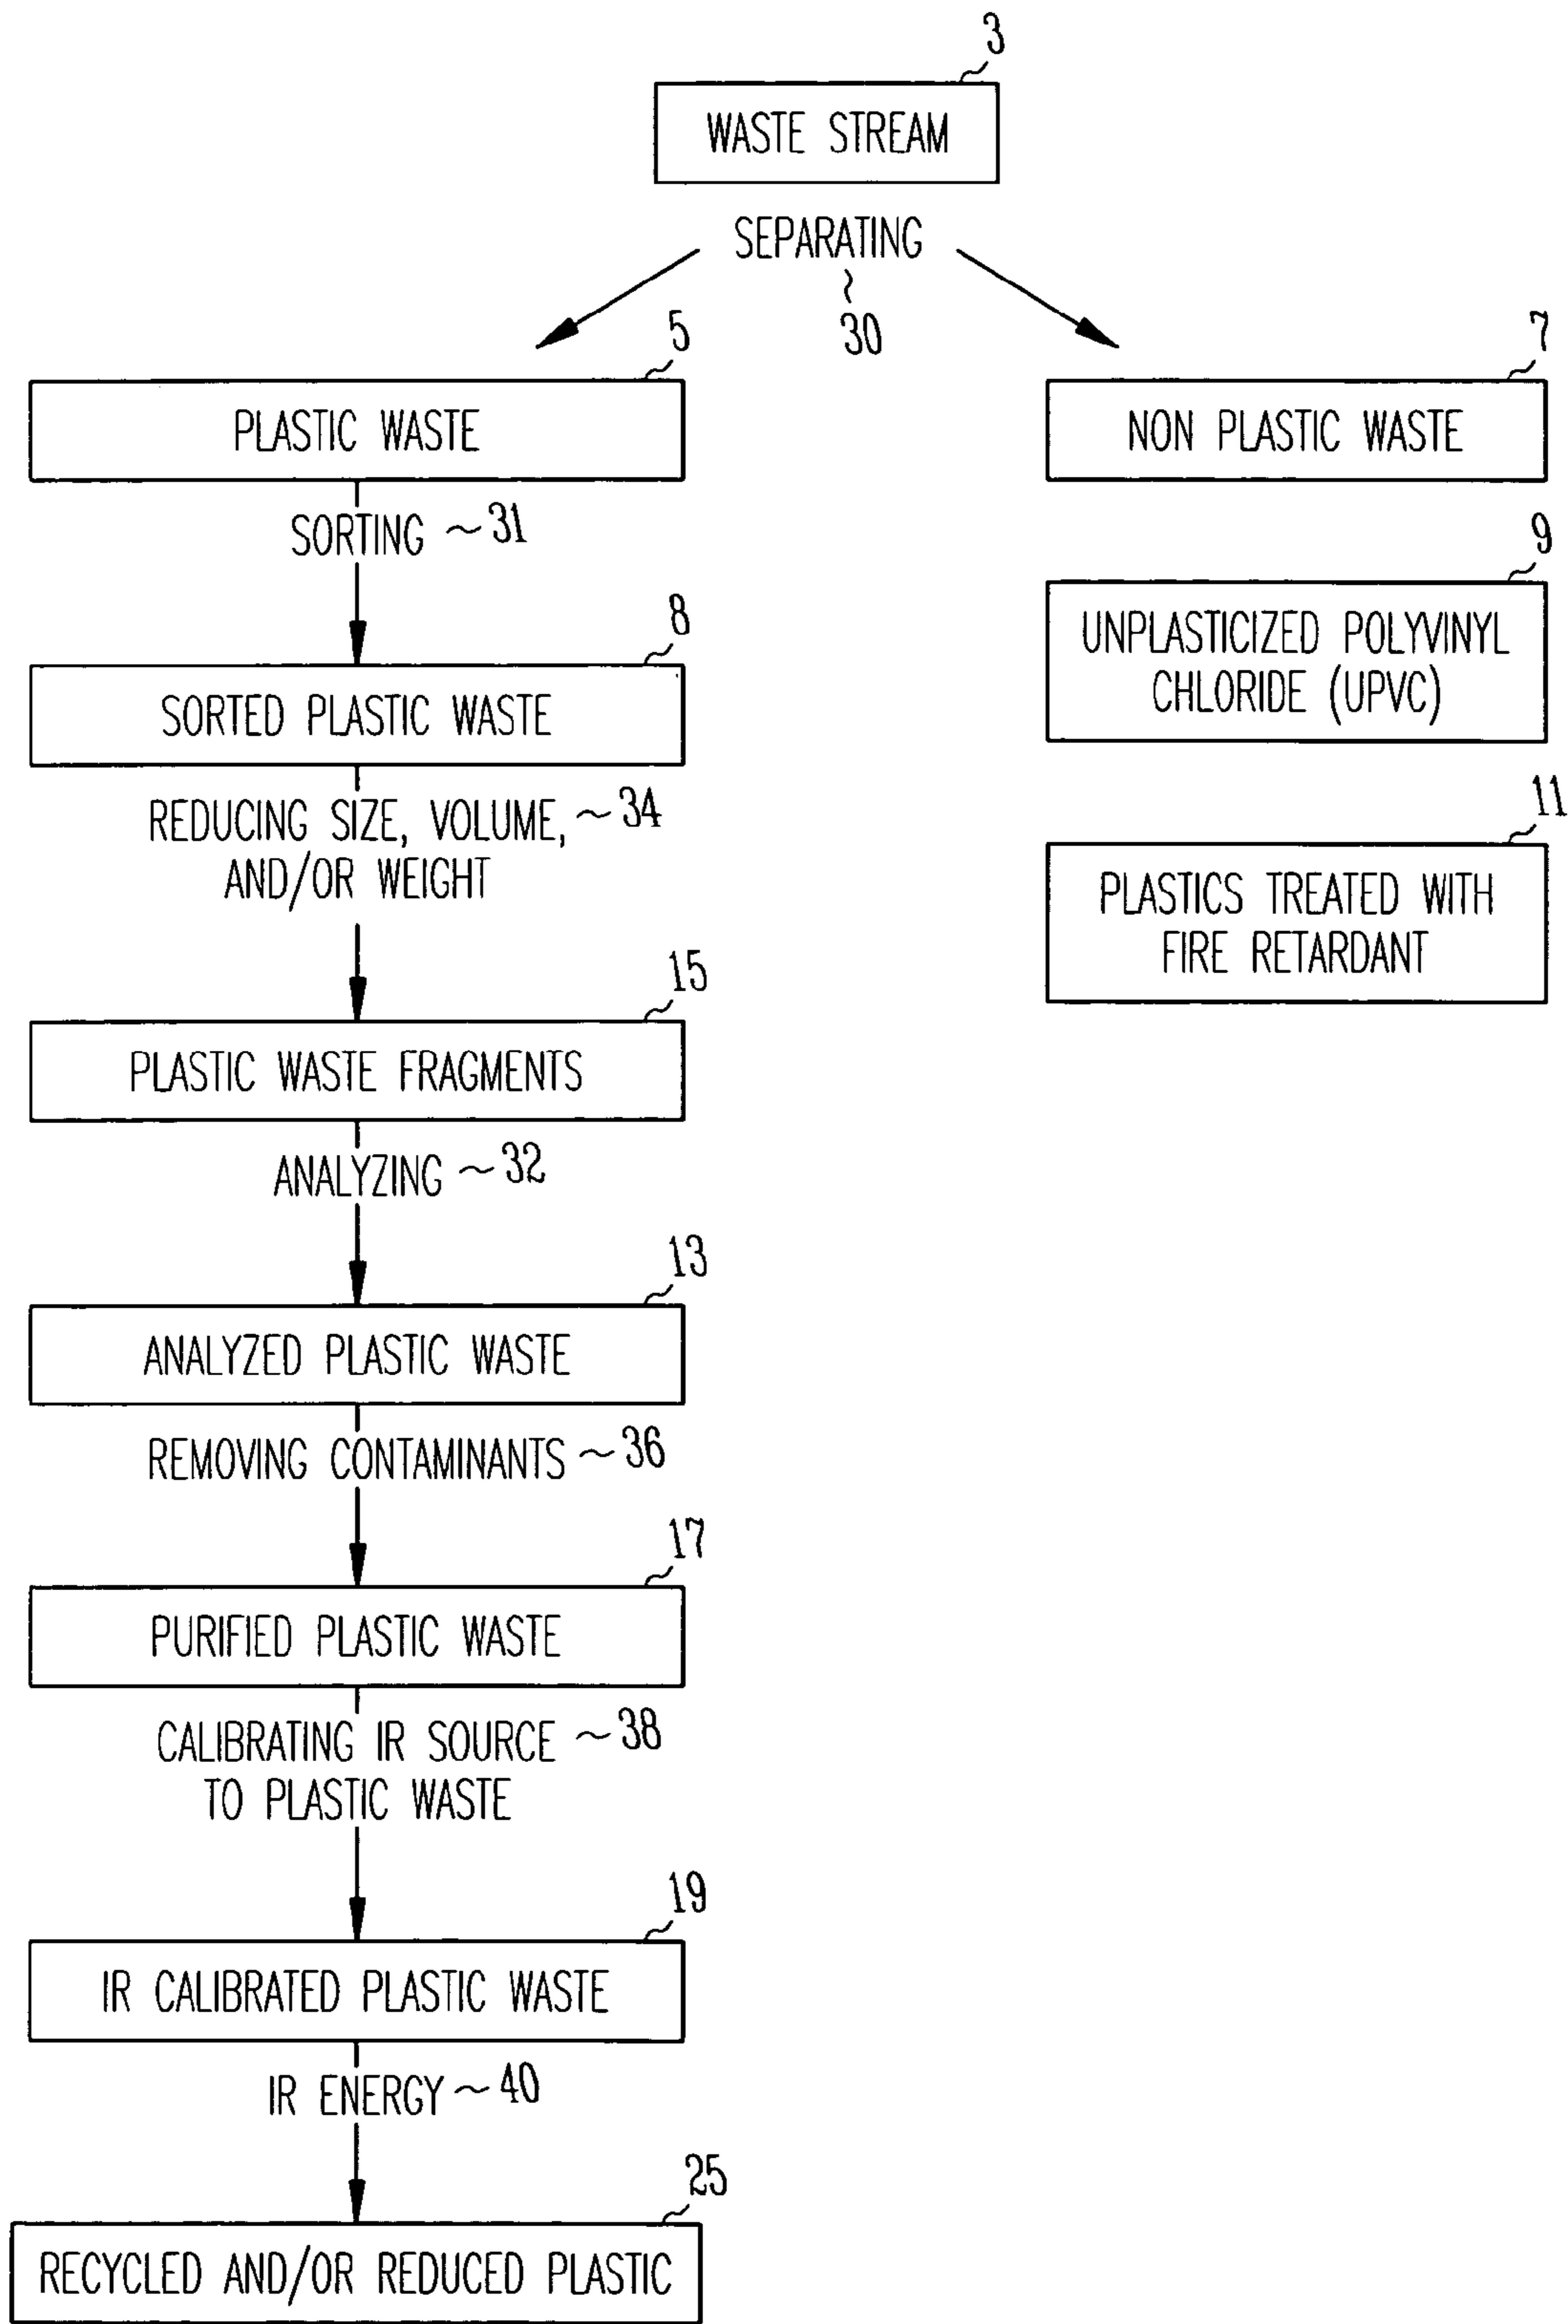 3
WASTE STREAM
SEPARATING
30
5
PLASTIC WASTE
7
NON PLASTIC WASTE
SORTING ~31
9
UNPLASTICIZED POLYVINYL
CHLORIDE (UPVC)
8
SORTED PLASTIC WASTE
REDUCING SIZE, VOLUME, ~34
AND/OR WEIGHT
11
PLASTICS TREATED WITH
FIRE RETARDANT
15
PLASTIC WASTE FRAGMENTS
ANALYZING ~32
13
ANALYZED PLASTIC WASTE
REMOVING CONTAMINANTS ~36
17
PURIFIED PLASTIC WASTE
CALIBRATING IR SOURCE ~38
TO PLASTIC WASTE
19
IR CALIBRATED PLASTIC WASTE
IR ENERGY ~40
25
RECYCLED AND/OR REDUCED PLASTIC